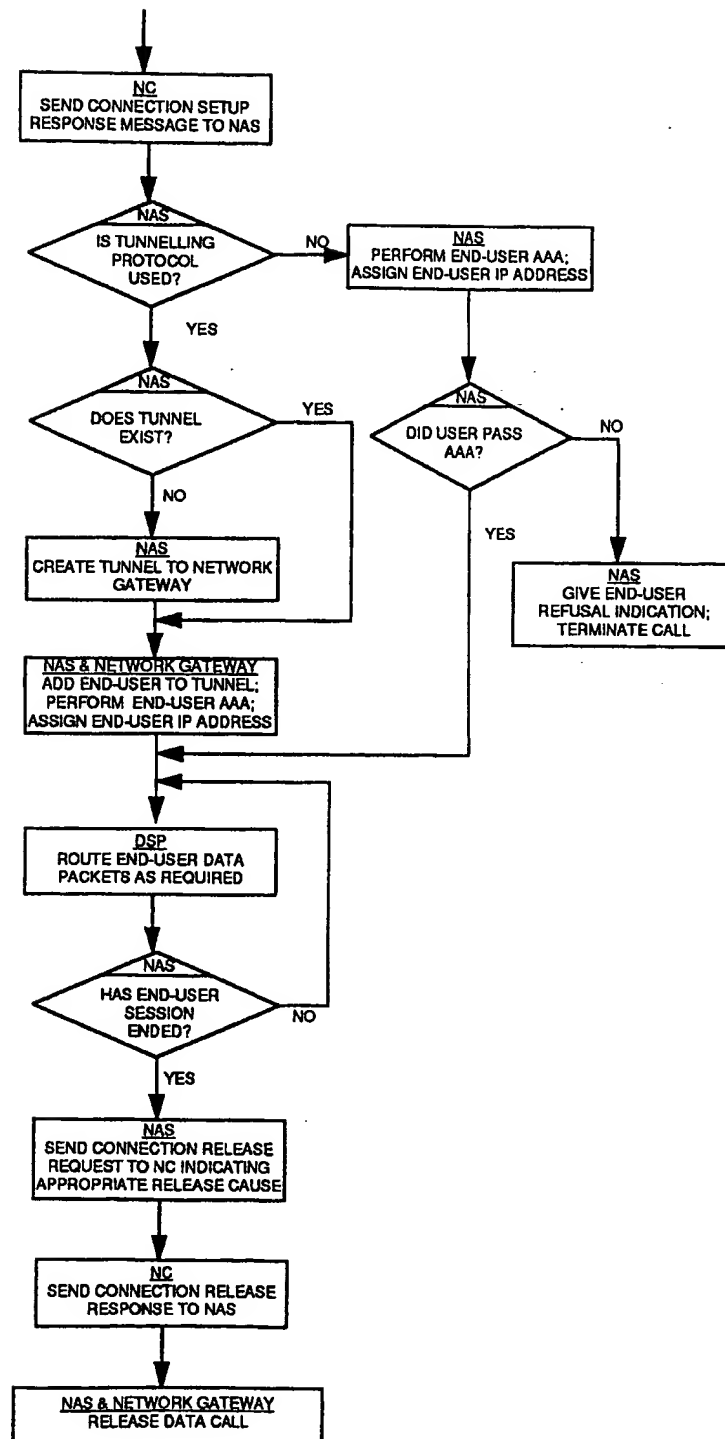 NC
SEND CONNECTION SETUP
RESPONSE MESSAGE TO NAS
NAS
IS TUNNELLING
PROTOCOL
USED?
NO
NAS
PERFORM END-USER AAA;
ASSIGN END-USER IP ADDRESS
YES
NAS
DOES TUNNEL
EXIST?
YES
NAS
DID USER PASS
AAA?
NO
NO
YES
NAS
CREATE TUNNEL TO NETWORK
GATEWAY
NAS
GIVE END-USER
REFUSAL INDICATION;
TERMINATE CALL
NAS & NETWORK GATEWAY
ADD END-USER TO TUNNEL;
PERFORM END-USER AAA;
ASSIGN END-USER IP ADDRESS
DSP
ROUTE END-USER DATA
PACKETS AS REQUIRED
NAS
HAS END-USER
SESSION
ENDED?
NO
YES
NAS
SEND CONNECTION RELEASE
REQUEST TO NC INDICATING
APPROPRIATE RELEASE CAUSE
NC
SEND CONNECTION RELEASE
RESPONSE TO NAS
NAS & NETWORK GATEWAY
RELEASE DATA CALL